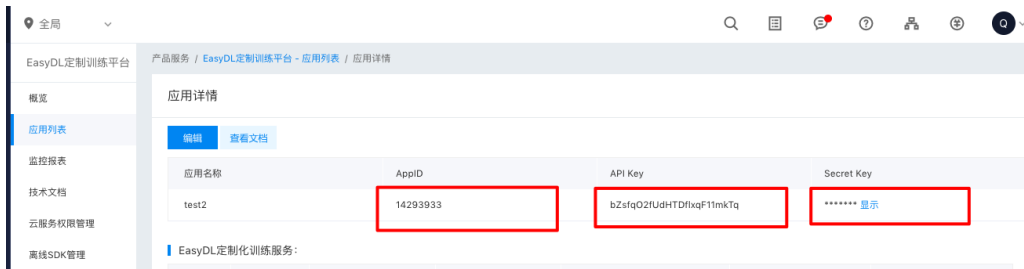 全局
EasyDL定制训练平台
产品服务 / EasyDL定制训练平台 - 应用列表 / 应用详情
概览
应用详情
应用列表
编辑 查看文档
监控报表
应用名称 AppID API Key Secret Key
技术文档
test2 14293933 bZsfqO2fUdHTDflxqF11mkTq ******* 显示
云服务权限管理
EasyDL定制化训练服务:
离线SDK管理
Q